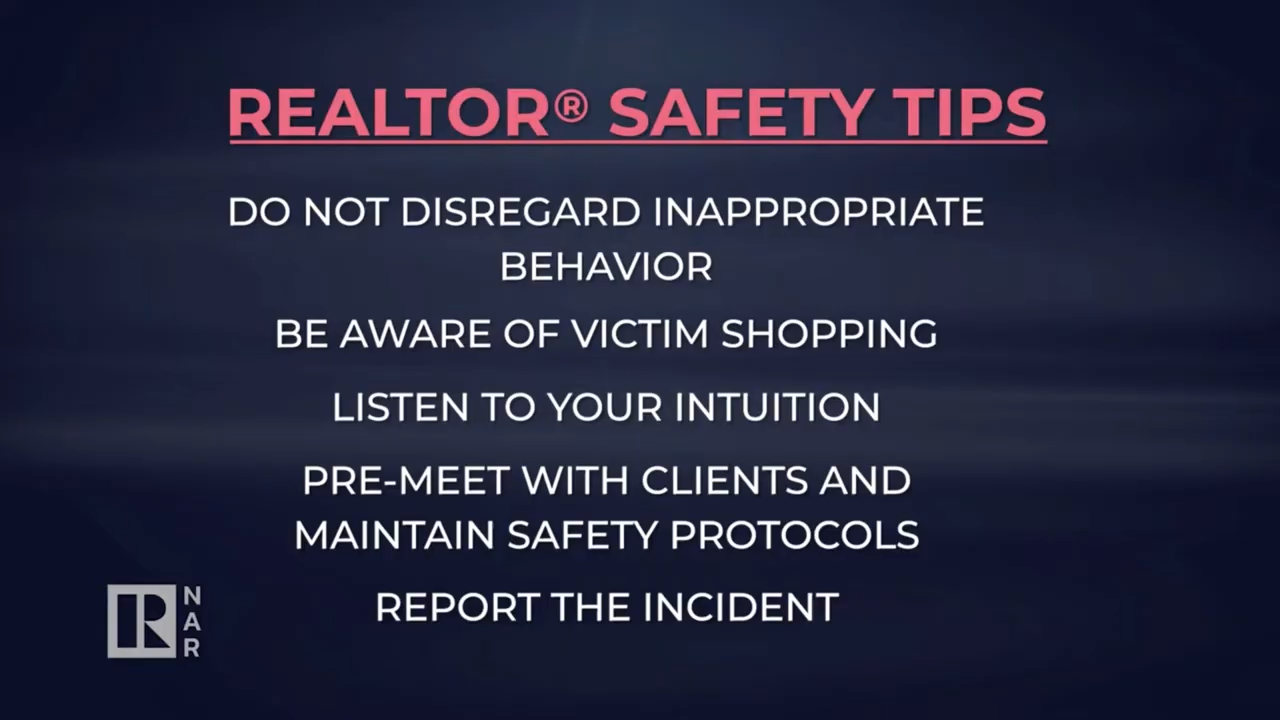 REALTOR® SAFETY TIPS
DO NOT DISREGARD INAPPROPRIATE
BEHAVIOR
BE AWARE OF VICTIM SHOPPING
LISTEN TO YOUR INTUITION
PRE-MEET WITH CLIENTS AND
MAINTAIN SAFETY PROTOCOLS
REPORT THE INCIDENT
R
N
A
R